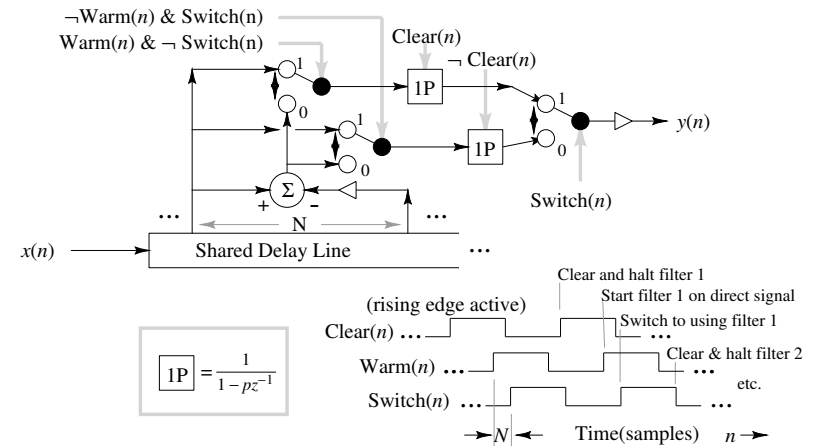 ¬Warm(n) & Switch(n)
Warm(n) & ¬ Switch(n)
Clear(n)
¬ Clear(n)
1
0
1P
1
0
1P
1
0
y(n)
Σ
+
−
Switch(n)
...
N
...
x(n)
Shared Delay Line
...
1P = 1 / 1 − pz⁻¹
Clear and halt filter 1
(rising edge active)
Start filter 1 on direct signal
Clear(n) ...
Switch to using filter 1
...
Warm(n) ...
Clear & halt filter 2
...
etc.
Switch(n) ...
...
N
Time(samples)
n